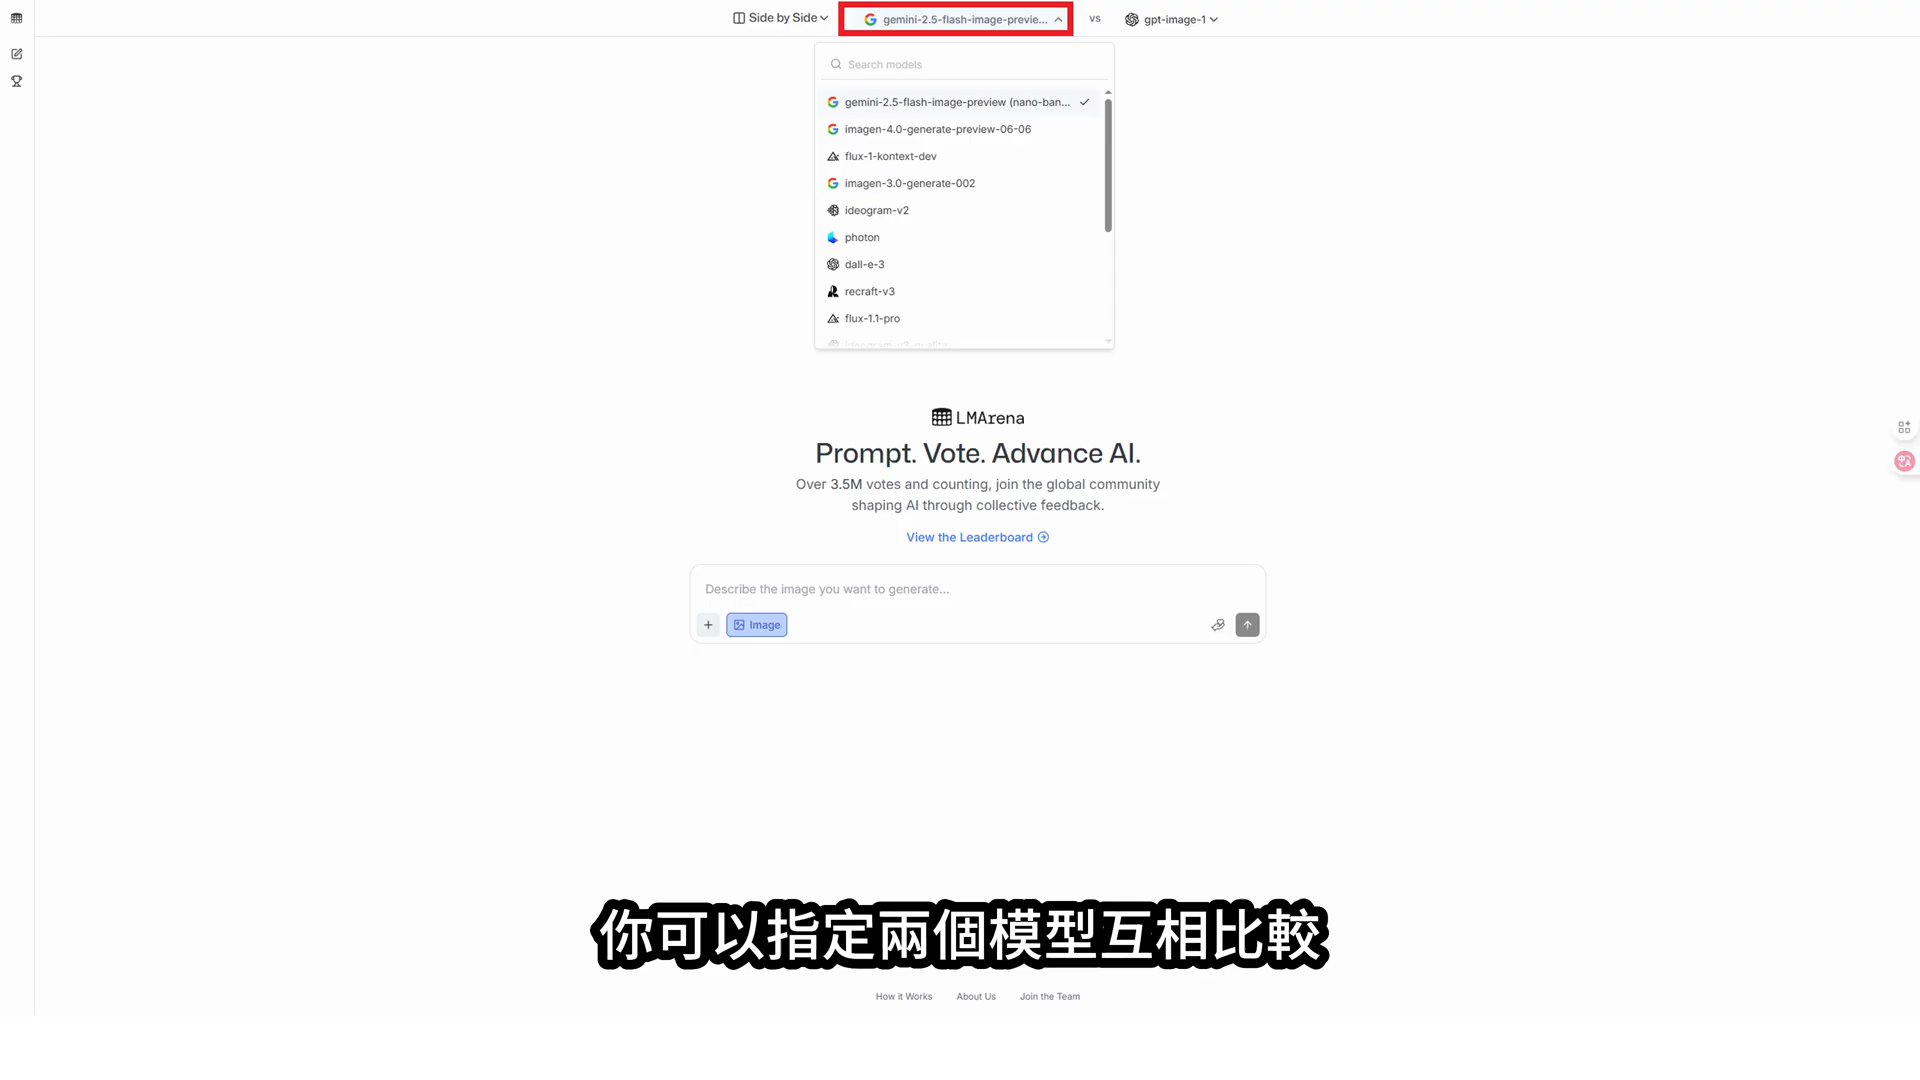 Side by Side
gemini-2.5-flash-image-previe...
vs
gpt-image-1
Search models
gemini-2.5-flash-image-preview (nano-ban...
imagen-4.0-generate-preview-06-06
flux-1-kontext-dev
imagen-3.0-generate-002
ideogram-v2
photon
dall-e-3
recraft-v3
flux-1.1-pro
ideogram-v3-quality
LMArena
Prompt. Vote. Advance AI.
Over 3.5M votes and counting, join the global community
shaping AI through collective feedback.
View the Leaderboard
Describe the image you want to generate...
Image
你可以指定兩個模型互相比較
How it Works
About Us
Join the Team